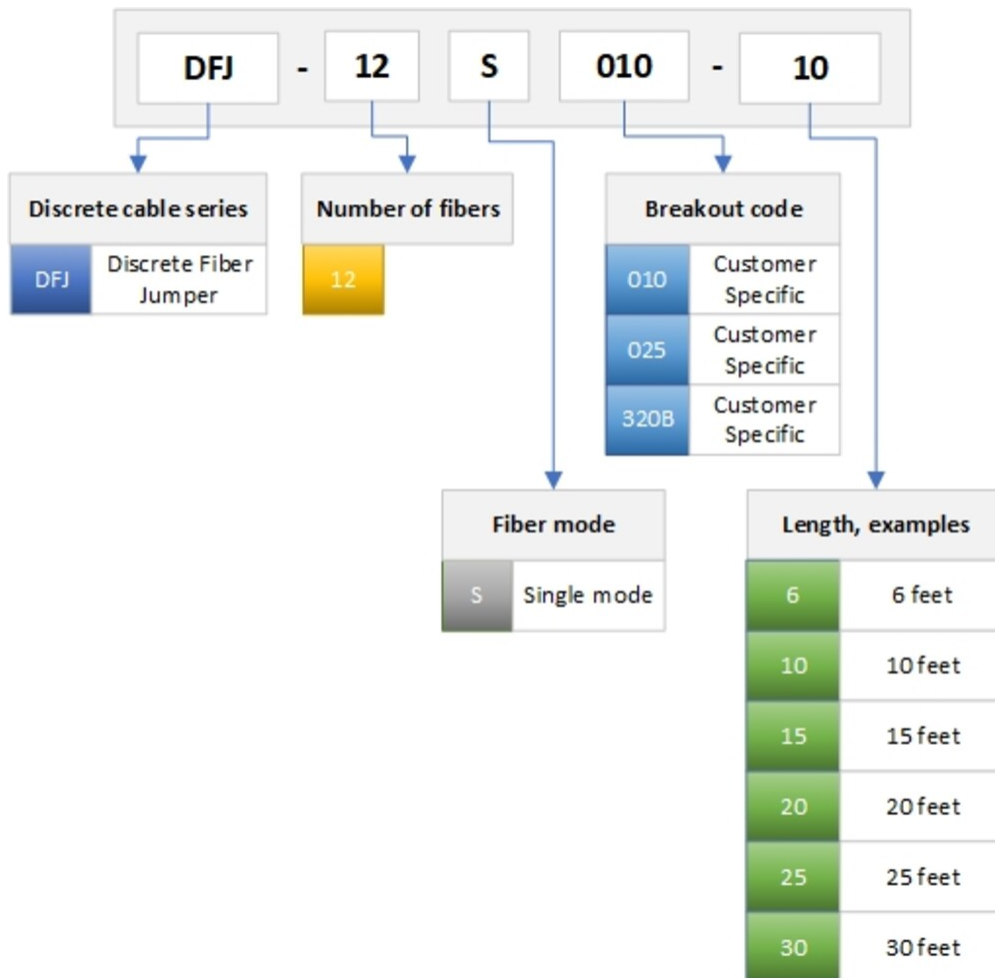 DFJ - 12 S 010 - 10
Discrete cable series
DFJ Discrete Fiber
Jumper
Number of fibers
12
Breakout code
010 Customer
Specific
025 Customer
Specific
320B Customer
Specific
Fiber mode
S Single mode
Length, examples
6 6 feet
10 10 feet
15 15 feet
20 20 feet
25 25 feet
30 30 feet